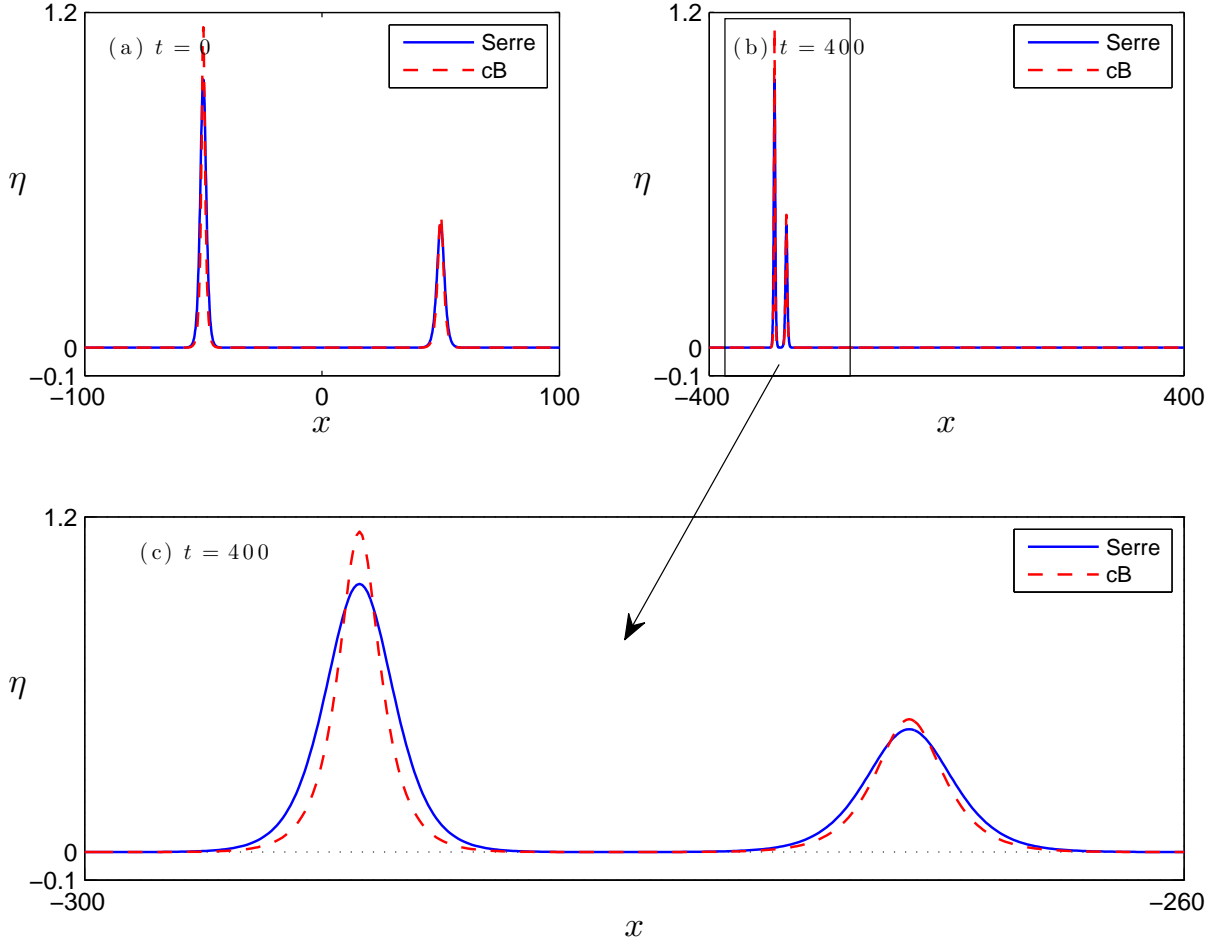 1.2
(a) t = 0
Serre
cB
η
0
−0.1
−100
0
100
x
1.2
(b) t = 400
Serre
cB
η
0
−0.1
−400
400
x
1.2
(c) t = 400
Serre
cB
η
0
−0.1
−300
−260
x